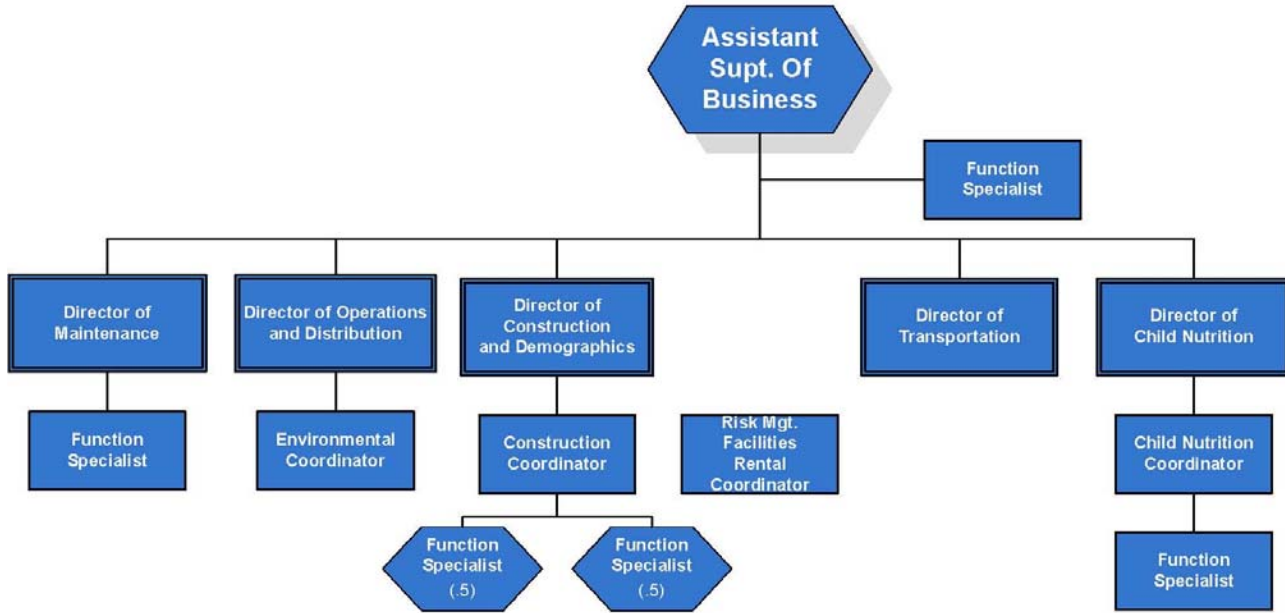 Assistant
Supt. Of
Business
Function
Specialist
Director of
Maintenance
Director of Operations
and Distribution
Director of
Construction
and Demographics
Director of
Transportation
Director of
Child Nutrition
Function
Specialist
Environmental
Coordinator
Construction
Coordinator
Risk Mgt.
Facilities
Rental
Coordinator
Child Nutrition
Coordinator
Function
Specialist
(.5)
Function
Specialist
(.5)
Function
Specialist